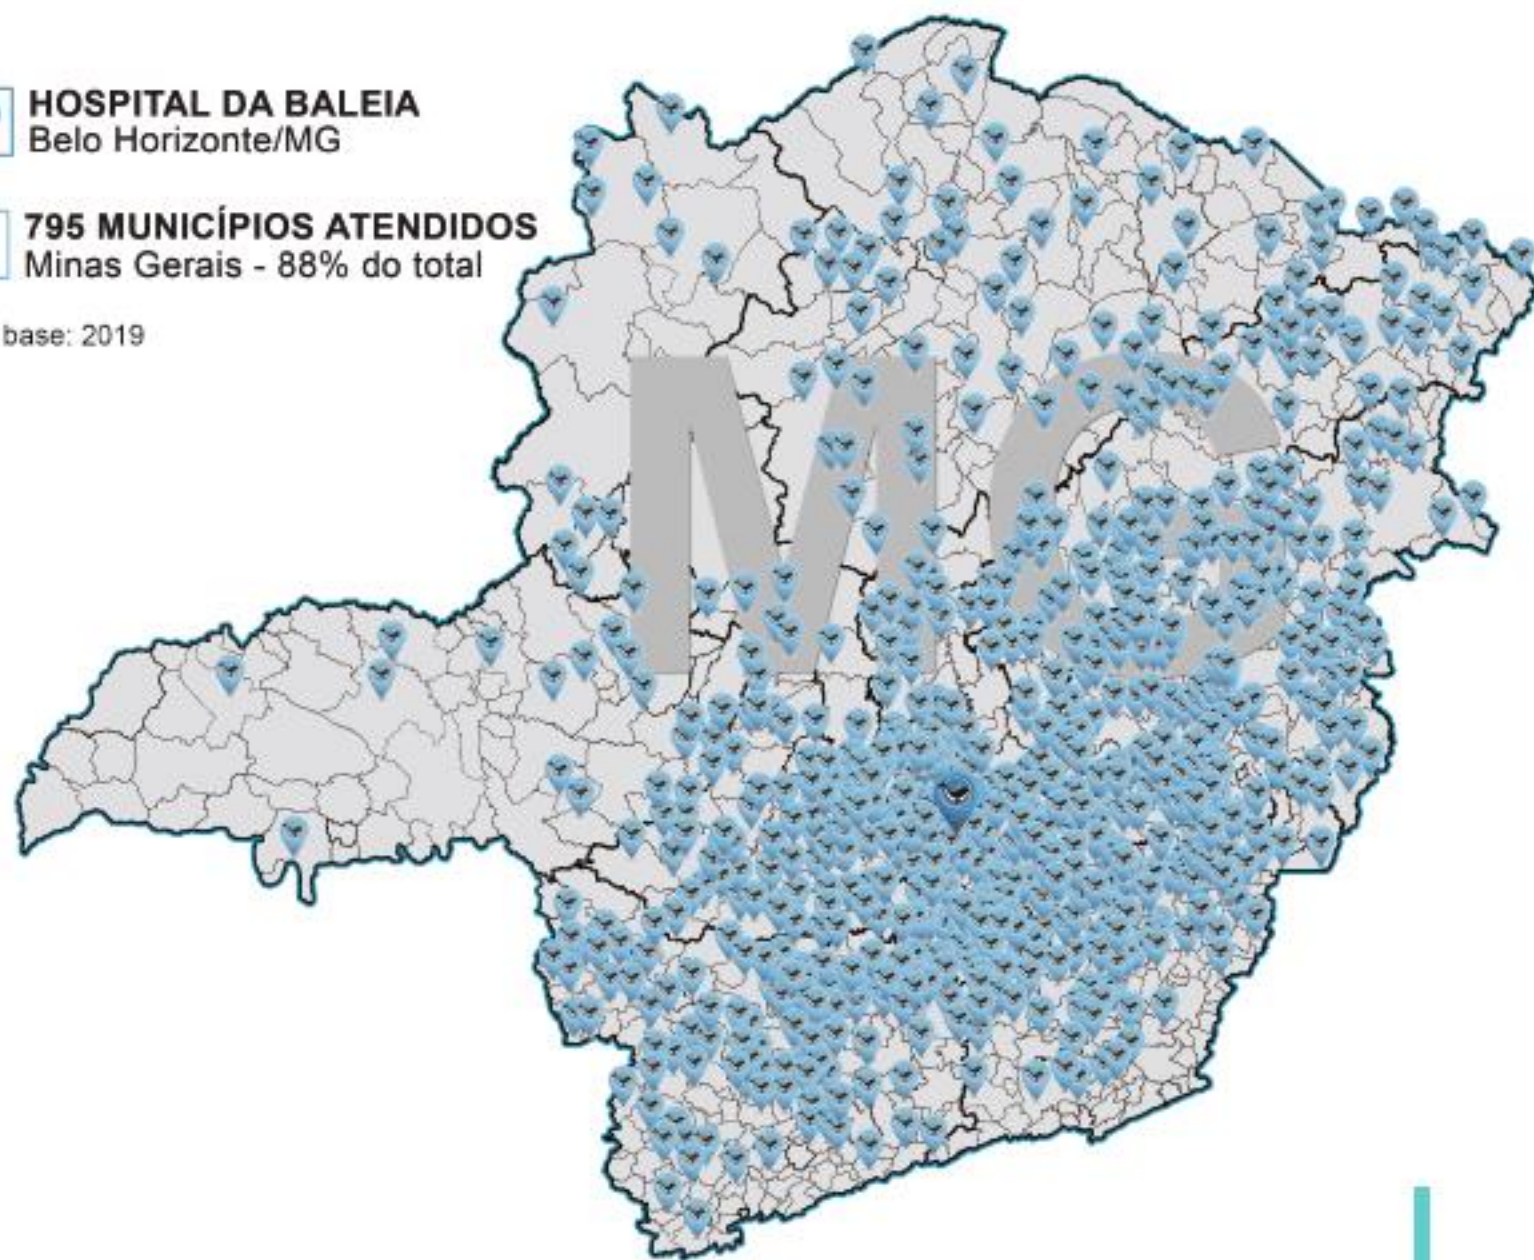 HOSPITAL DA BALEIA
Belo Horizonte/MG
795 MUNICÍPIOS ATENDIDOS
Minas Gerais - 88% do total
base: 2019
MG